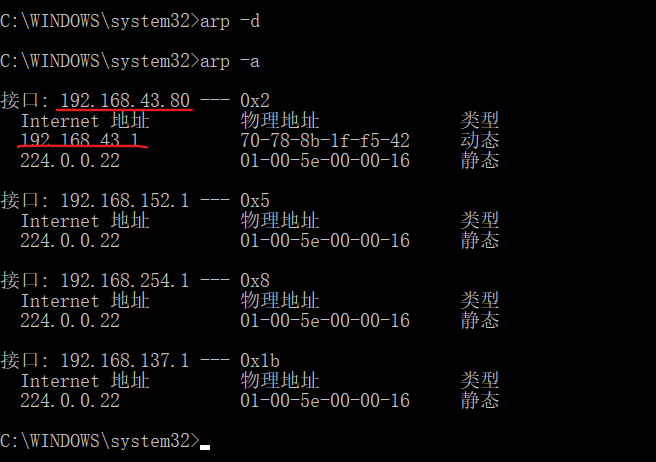 C:\WINDOWS\system32>arp -d
C:\WINDOWS\system32>arp -a
接口: 192.168.43.80 --- 0x2
Internet 地址 物理地址 类型
192.168.43.1 70-78-8b-1f-f5-42 动态
224.0.0.22 01-00-5e-00-00-16 静态
接口: 192.168.152.1 --- 0x5
Internet 地址 物理地址 类型
224.0.0.22 01-00-5e-00-00-16 静态
接口: 192.168.254.1 --- 0x8
Internet 地址 物理地址 类型
224.0.0.22 01-00-5e-00-00-16 静态
接口: 192.168.137.1 --- 0x1b
Internet 地址 物理地址 类型
224.0.0.22 01-00-5e-00-00-16 静态
C:\WINDOWS\system32>